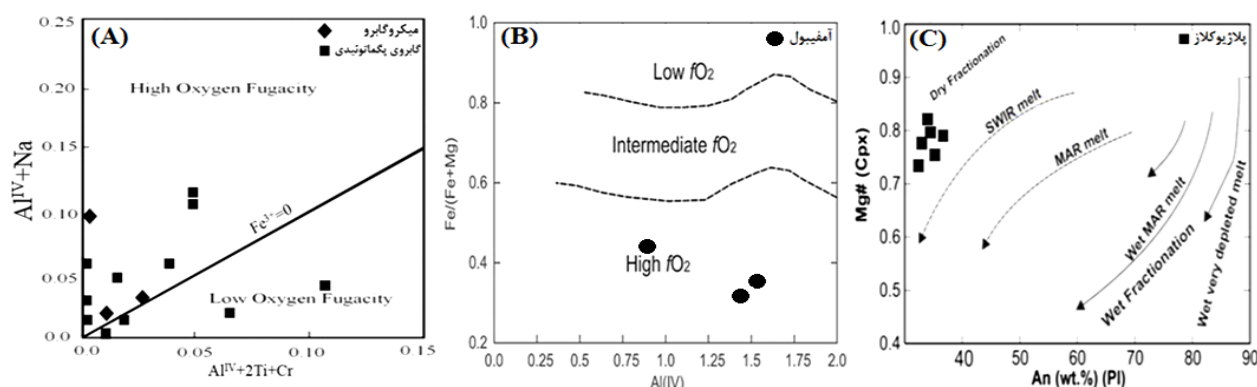 (A)
میکروگابرو
گابروی پگماتوئیدی
High Oxygen Fugacity
Fe³⁺=0
Low Oxygen Fugacity
Al^IV+Na
0.25
0.20
0.15
0.10
0.05
0.0
0.0 0.05 0.10 0.15
Al^IV+2Ti+Cr
(B)
آمفیبول
Low fO₂
Intermediate fO₂
High fO₂
Fe/(Fe+Mg)
1.0
0.8
0.6
0.4
0.2
0.0
0.0 0.25 0.5 0.75 1.0 1.25 1.5 1.75 2.0
Al(IV)
(C)
پلاژیوکلاز
Dry Fractionation
SWIR melt
MAR melt
Wet MAR melt
Wet Fractionation
Wet very depleted melt
Mg# (Cpx)
1.0
0.9
0.8
0.7
0.6
0.5
0.4
40 50 60 70 80 90
An (wt.%) (Pl)